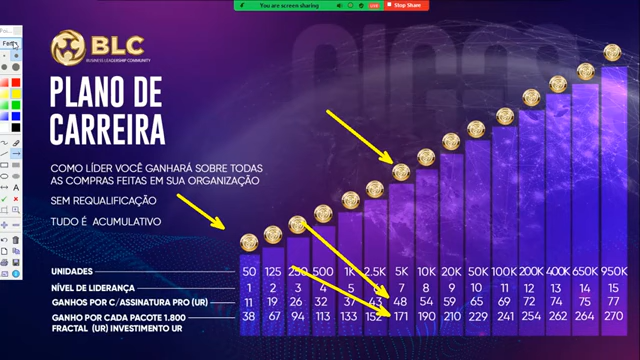 You are screen sharing
LIVE
Stop Share
BLC
BUSINESS LEADERSHIP COMMUNITY
PLANO DE
CARREIRA
COMO LÍDER VOCÊ GANHARÁ SOBRE TODAS
AS COMPRAS FEITAS EM SUA ORGANIZAÇÃO
SEM REQUALIFICAÇÃO
TUDO É ACUMULATIVO
UNIDADES 50 125 250 500 1K 2.5K 5K 10K 20K 50K 100K 200K 400K 650K 950K
NÍVEL DE LIDERANÇA 1 2 3 4 5 7 8 9 10 11 12 13 14 15
GANHOS POR C/ASSINATURA PRO (UR) 11 19 26 32 37 43 48 54 59 65 69 72 74 75 77
GANHO POR CADA PACOTE 1.800 38 67 94 113 133 152 171 190 210 229 241 254 262 264 270
FRACTAL (UR) INVESTIMENTO UR